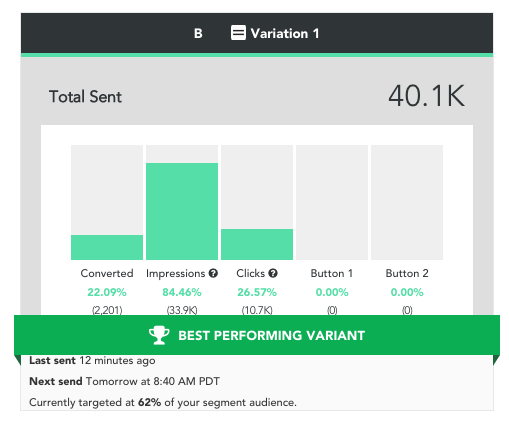 B Variation 1
Total Sent 40.1K
Converted Impressions ? Clicks ? Button 1 Button 2
22.09% 84.46% 26.57% 0.00% 0.00%
(2,201) (33.9K) (10.7K) (0) (0)
BEST PERFORMING VARIANT
Last sent 12 minutes ago
Next send Tomorrow at 8:40 AM PDT
Currently targeted at 62% of your segment audience.